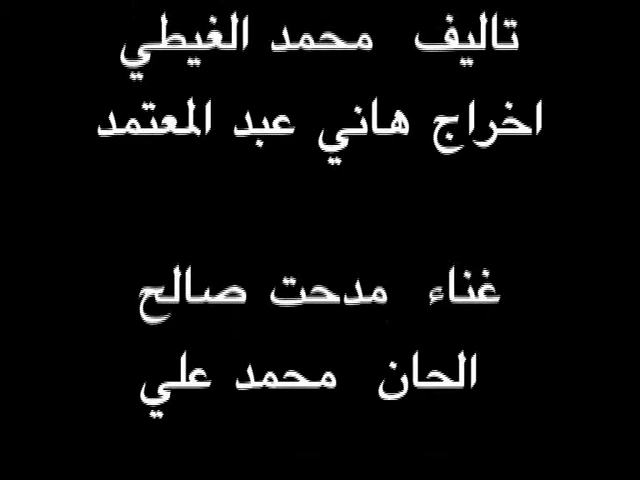 تاليف محمد الغيطي
اخراج هاني عبد المعتمد
غناء مدحت صالح
الحان محمد علي